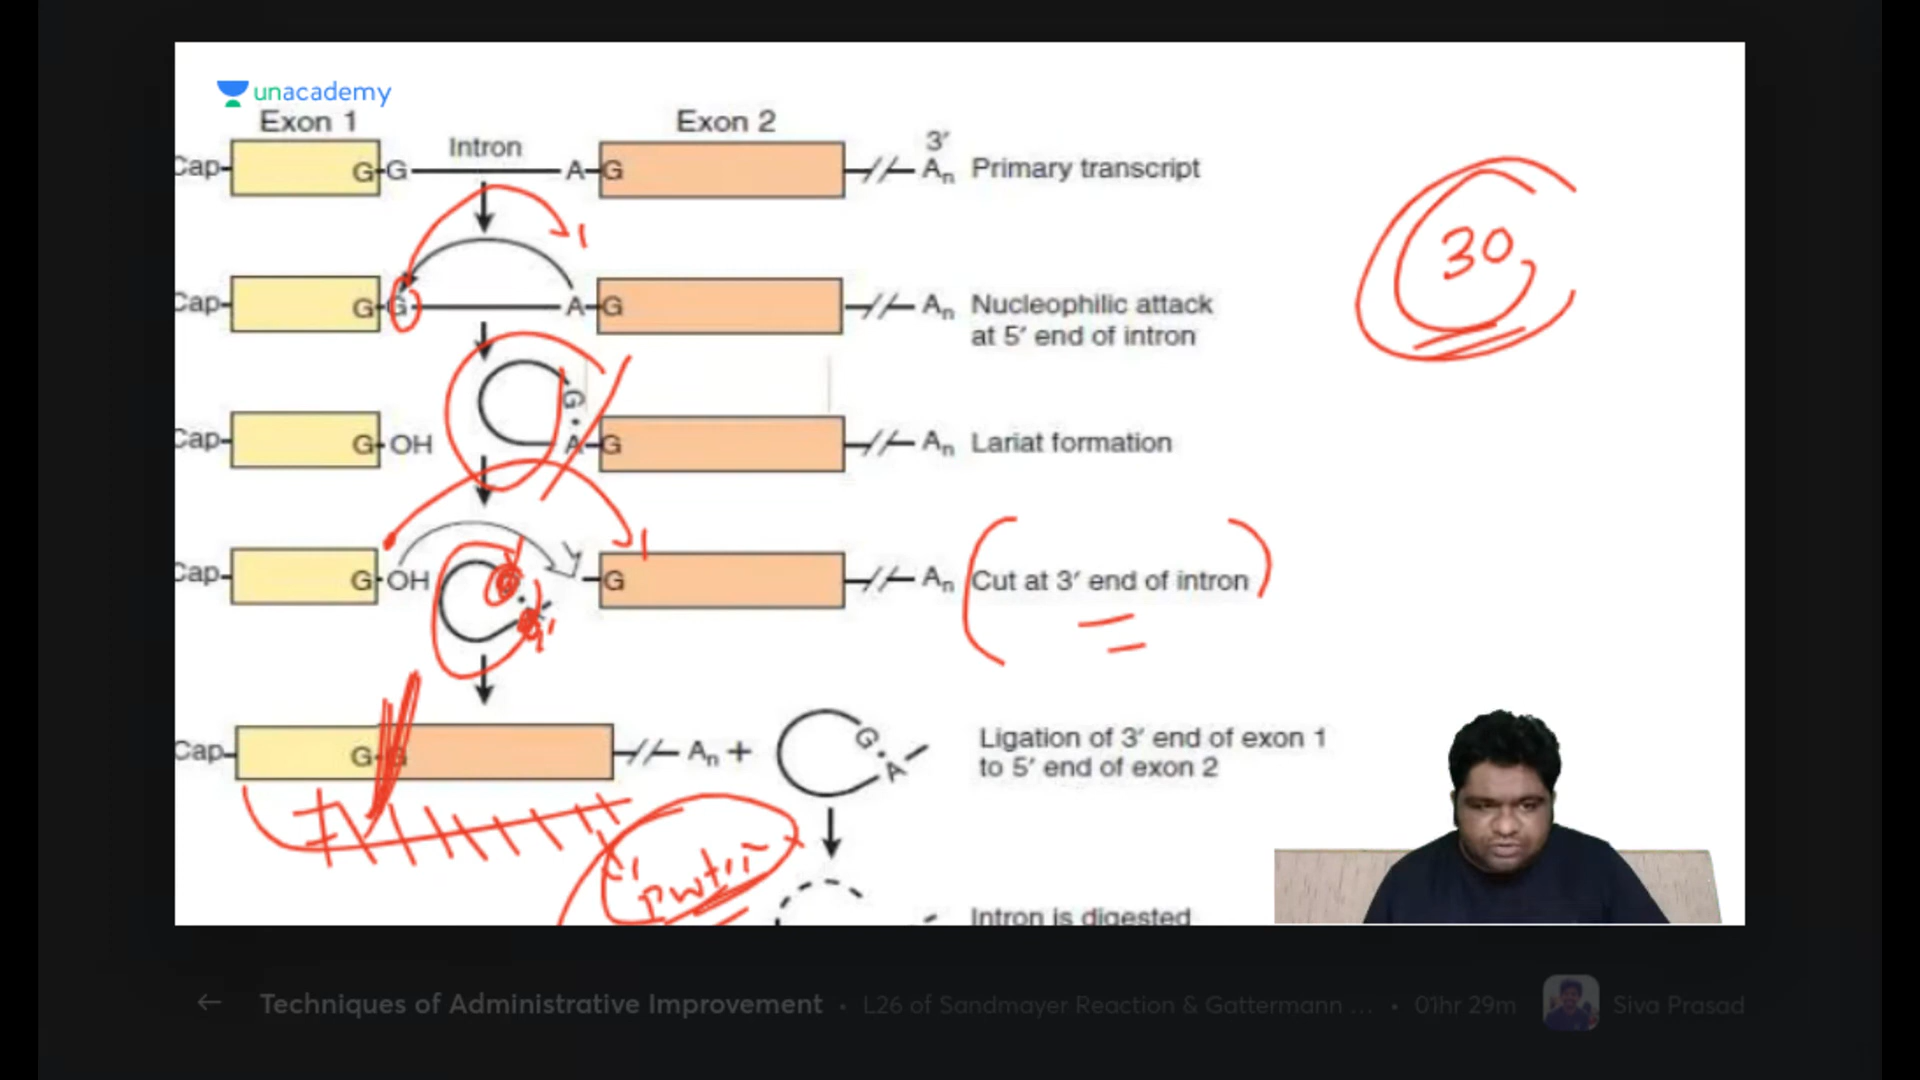 unacademy
Exon 1
Exon 2
Intron
3′
Cap
G
G
A
G
An
Primary transcript
30
Cap
G
G
A
G
An
Nucleophilic attack
at 5′ end of intron
G
Cap
G
OH
A
G
An
Lariat formation
Cap
G
OH
G
An
Cut at 3′ end of intron
Cap
G
G
An
+
G
A
Ligation of 3′ end of exon 1
to 5′ end of exon 2
Intron is digested
Techniques of Administrative Improvement • L26 of Sandmayer Reaction & Gattermann ... • 01hr 29m
Siva Prasad